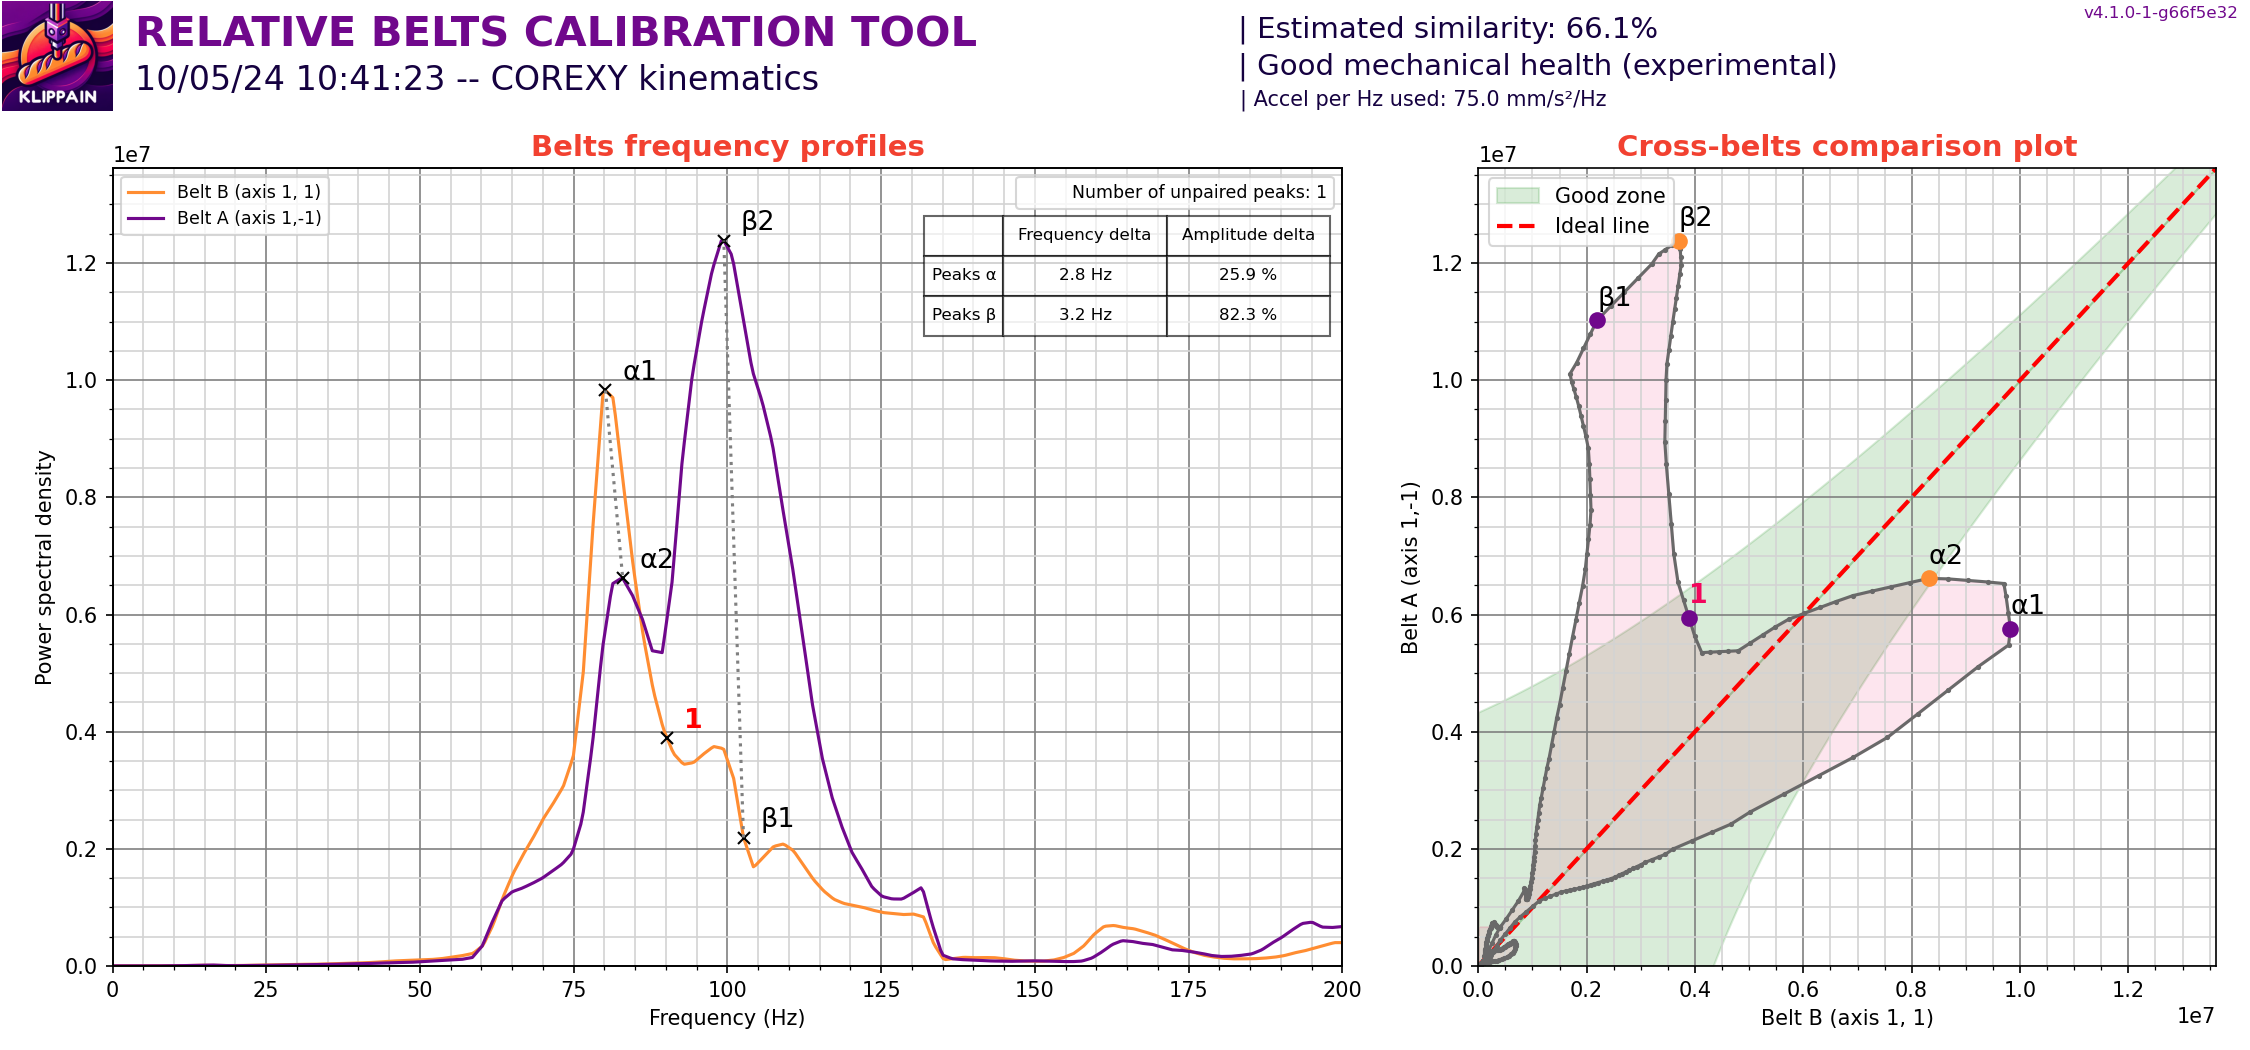 KLIPPAIN
RELATIVE BELTS CALIBRATION TOOL
10/05/24 10:41:23 -- COREXY kinematics
| Estimated similarity: 66.1%
| Good mechanical health (experimental)
| Accel per Hz used: 75.0 mm/s²/Hz
v4.1.0-1-g66f5e32
Belts frequency profiles
1e7
Belt B (axis 1, 1)
Belt A (axis 1,-1)
Number of unpaired peaks: 1
Frequency delta Amplitude delta
Peaks α 2.8 Hz 25.9 %
Peaks β 3.2 Hz 82.3 %
β2
α1
α2
1
β1
Power spectral density
1.2
1.0
0.8
0.6
0.4
0.2
0.0
0 25 50 75 100 125 150 175 200
Frequency (Hz)
Cross-belts comparison plot
1e7
Good zone
Ideal line
β2
β1
α2
1
α1
Belt A (axis 1,-1)
1.2
1.0
0.8
0.6
0.4
0.2
0.0
0.0 0.2 0.4 0.6 0.8 1.0 1.2
Belt B (axis 1, 1)
1e7